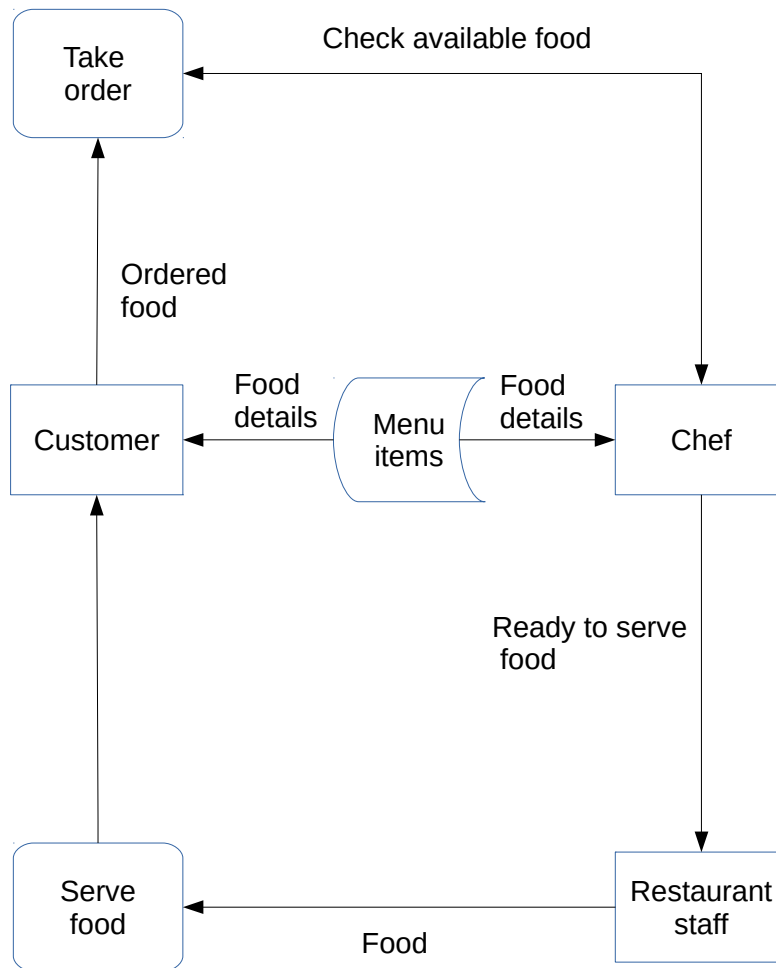 Check available food
Take
order
Ordered
food
Food
details
Food
details
Customer
Menu
items
Chef
Ready to serve
food
Serve
food
Restaurant
staff
Food